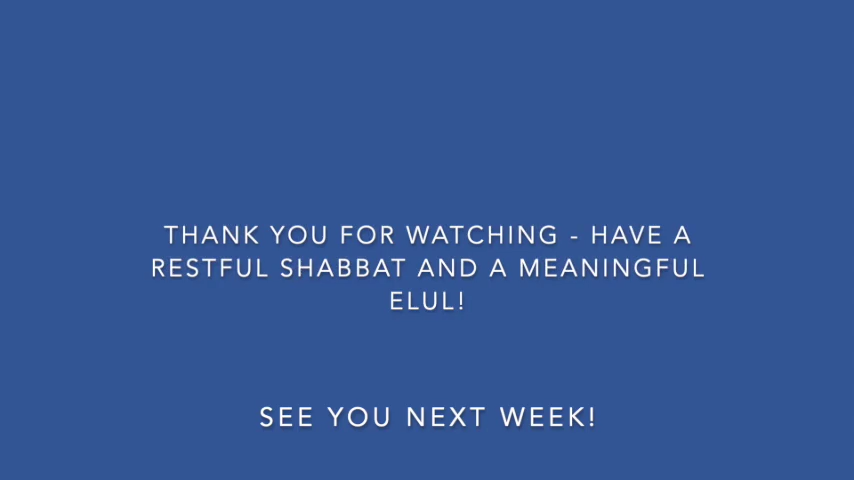 THANK YOU FOR WATCHING - HAVE A
RESTFUL SHABBAT AND A MEANINGFUL
ELUL!
SEE YOU NEXT WEEK!